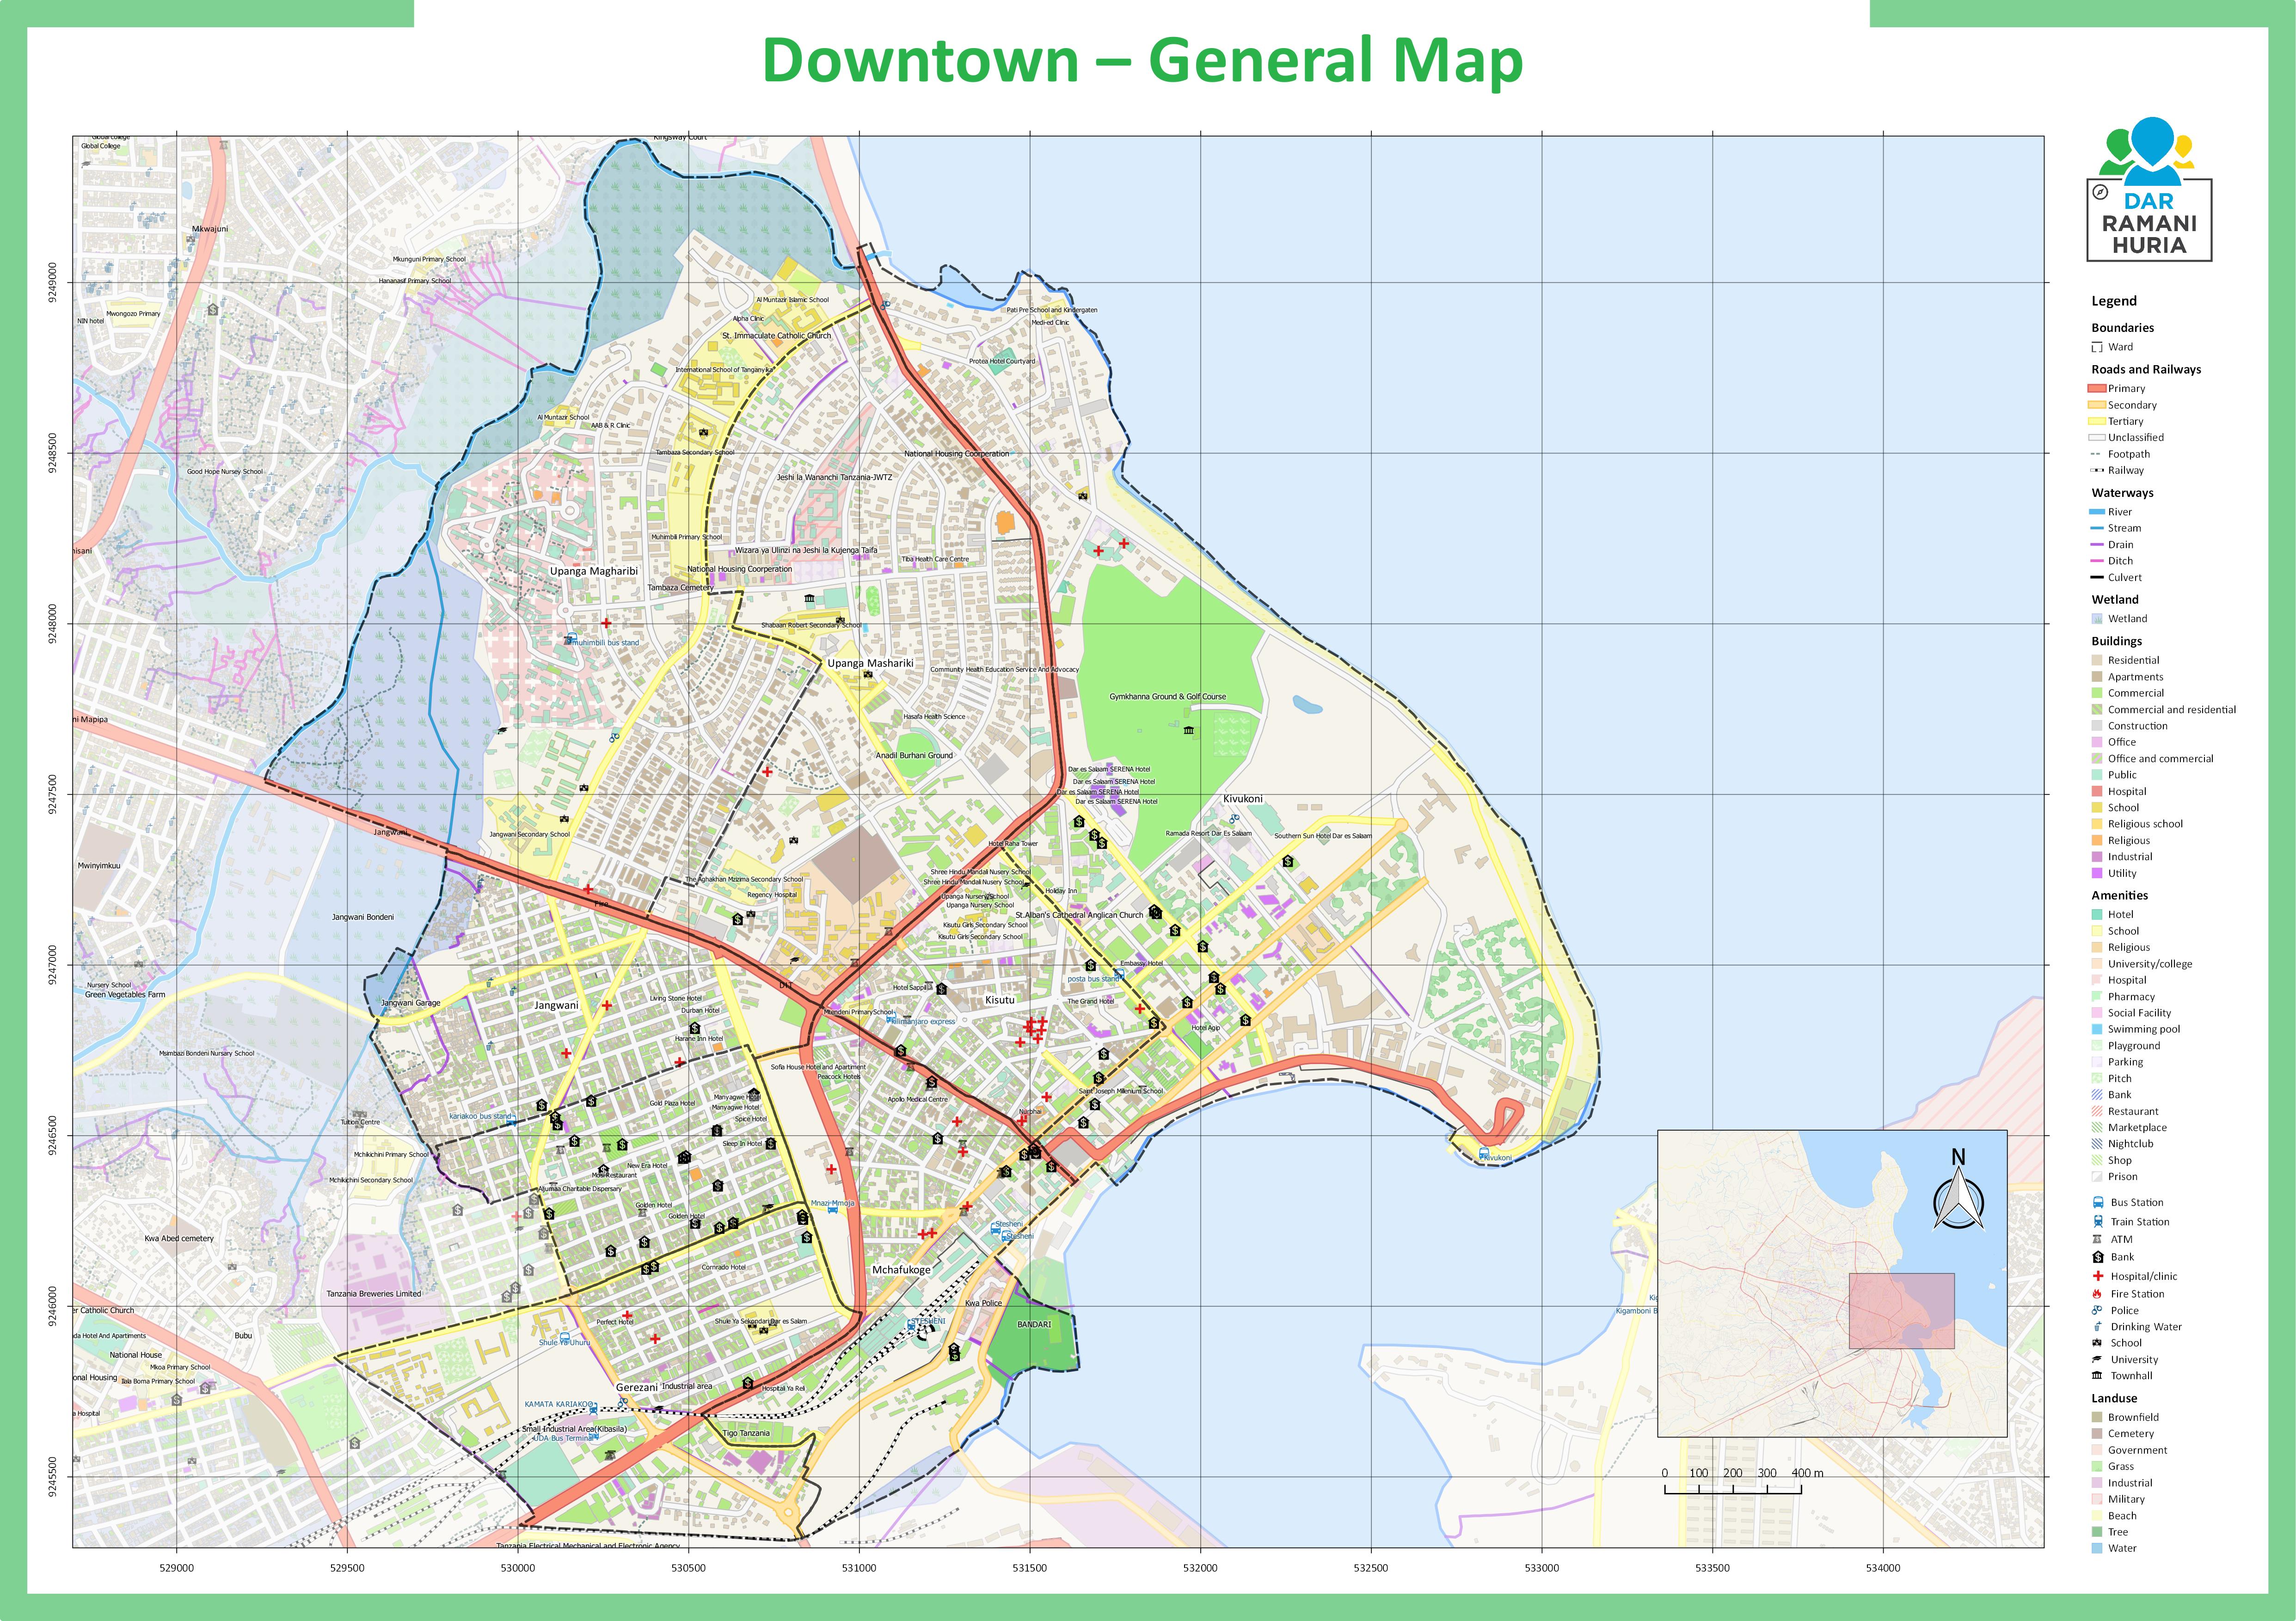 Downtown – General Map
DAR
RAMANI
HURIA
Legend
Boundaries
Ward
Roads and Railways
Primary
Secondary
Tertiary
Unclassified
Footpath
Railway
Waterways
River
Stream
Drain
Ditch
Culvert
Wetland
Wetland
Buildings
Residential
Apartments
Commercial
Commercial and residential
Construction
Office
Office and commercial
Public
Hospital
School
Religious school
Religious
Industrial
Utility
Amenities
Hotel
School
Religious
University/college
Hospital
Pharmacy
Social Facility
Swimming pool
Playground
Parking
Pitch
Bank
Restaurant
Marketplace
Nightclub
Shop
Prison
Bus Station
Train Station
ATM
Bank
Hospital/clinic
Fire Station
Police
Drinking Water
School
University
Townhall
Landuse
Brownfield
Cemetery
Government
Grass
Industrial
Military
Beach
Tree
Water
Global College
Kingsway Court
Mkwajuni
Mkunguni Primary School
Hananasif Primary School
NIN hotel
Mwongozo Primary
Al Muntazir Islamic School
Alpha Clinic
St. Immaculate Catholic Church
International School of Tanganyika
Pati Pre School and Kindergaten
Medi-ed Clinic
Protea Hotel Courtyard
Al Muntazir School
AAB & R Clinic
Tambaza Secondary School
National Housing Coorperation
Good Hope Nursey School
Jeshi la Wananchi Tanzania-JWTZ
Muhimbili Primary School
Wizara ya Ulinzi na Jeshi la Kujenga Taifa
National Housing Coorperation
Tiba Health Care Centre
Upanga Magharibi
Tambaza Cemetery
Shabaan Robert Secondary School
muhimbili bus stand
Upanga Mashariki
Community Health Education Service And Advocacy
Gymkhanna Ground & Golf Course
ni Mapipa
Hasafa Health Science
Anadil Burhani Ground
Dar es Salaam SERENA Hotel
Dar es Salaam SERENA Hotel
Dar es Salaam SERENA Hotel
Dar es Salaam SERENA Hotel
Kivukoni
Jangwani
Jangwani Secondary School
Ramada Resort Dar Es Salaam
Southern Sun Hotel Dar es Salaam
Hotel Raha Tower
Mwinyimkuu
Shree Hindu Mandali Nusery School
Shree Hindu Mandali Nusery School
The Aghakhan Mzizima Secondary School
Regency Hospital
Holday Inn
Upanga Nursery School
Upanga Nursery School
Fire
Jangwani Bondeni
St.Alban's Cathedral Anglican Church
Kisutu Girls Secondary School
Kisutu Girls Secondary School
Embassy Hotel
posta bus stand
Nursery School
Green Vegetables Farm
DIT
Hotel Sapphire
Jangwani Garage
Jangwani
Living Stone Hotel
Durban Hotel
Kisutu
The Grand Hotel
Mtendeni PrimarySchool
kilimanjaro express
Hotel Agip
Harane Inn Hotel
Msimbazi Bondeni Nursary School
Sofia House Hotel and Apartment
Peacock Hotels
Saint Joseph Milenium School
Manyagwe Hotel
Manyagwe Hotel
Gold Plaza Hotel
Apollo Medical Centre
Nurbhai
kariakoo bus stand
Spice Hotel
Tuition Centre
Sleep In Hotel
Mchikichini Primary School
New Era Hotel
Mchikichini Secondary School
Aljumaa Charitable Dispersary
Golden Hotel
Golden Hotel
Mnazi Mmoja
Stesheni
Stesheni
Kivukoni
Kwa Abed cemetery
Comrado Hotel
Mchafukoge
Tanzania Breweries Limited
Kwa Police
er Catholic Church
Perfect Hotel
Shule Ya Sekondari Dar es Salam
STESHENI
BANDARI
ada Hotel And Apartments
Bubu
Shule Ya Uhuru
National House
Mkoa Primary School
onal Housing
Ilala Boma Primary School
Gerezani
Industrial area
Hospital Ya Reli
KAMATA KARIAKOO
Small Industrial Area(Kibasila)
UDA Bus Terminal
Tigo Tanzania
a Hospital
Tanzania Electrical Mechanical and Electronic Agency
N
0 100 200 300 400 m
9249000
9248500
9248000
9247500
9247000
9246500
9246000
9245500
529000 529500 530000 530500 531000 531500 532000 532500 533000 533500 534000